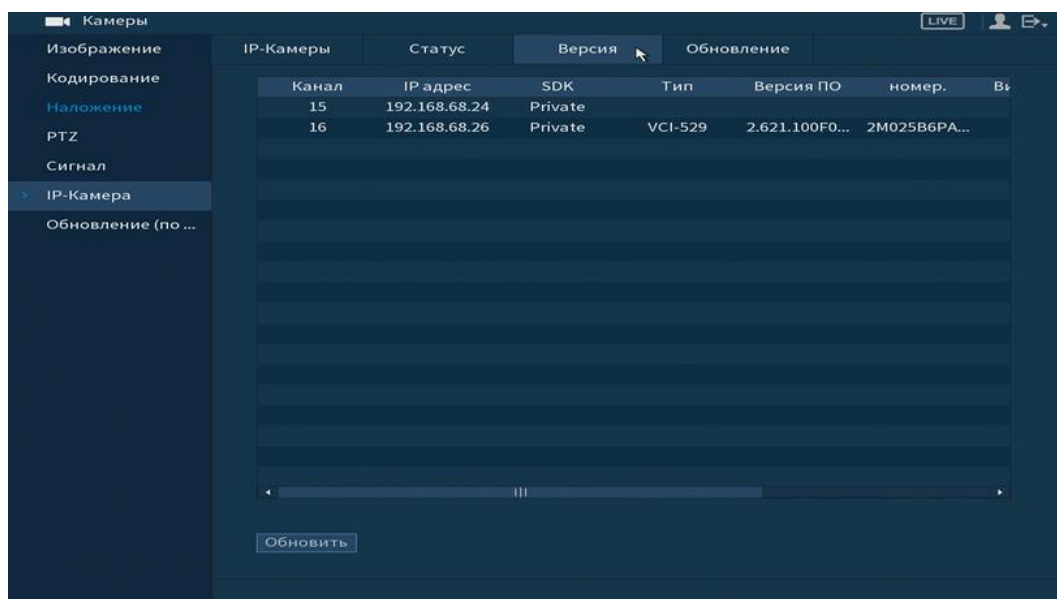 Камеры LIVE
Изображение IP-Камеры Статус Версия Обновление
Кодирование
Канал IP адрес SDK Тип Версия ПО номер. Ви
Наложение 15 192.168.68.24 Private
16 192.168.68.26 Private VCI-529 2.621.100F0... 2M025B6PA...
PTZ
Сигнал
IP-Камера
Обновление (по ...
Обновить